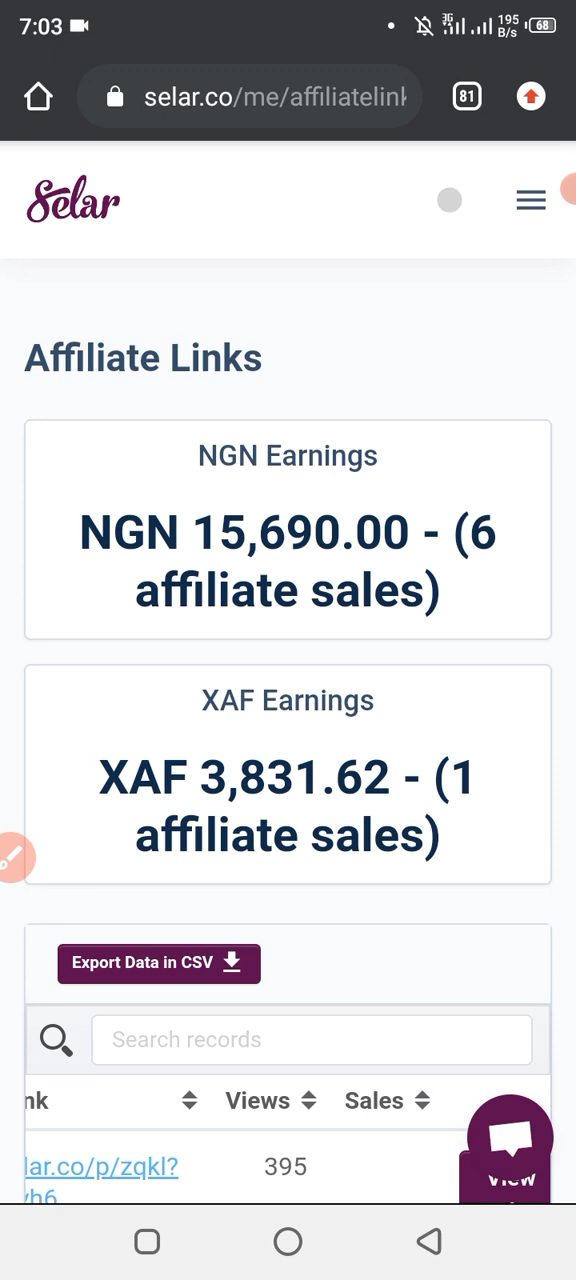 7:03 3G 195 B/s 68
selar.co/me/affiliatelink 81
Selar
Affiliate Links
NGN Earnings
NGN 15,690.00 - (6
affiliate sales)
XAF Earnings
XAF 3,831.62 - (1
affiliate sales)
Export Data in CSV
Search records
nk Views Sales
lar.co/p/zqkl? 395
h6
View